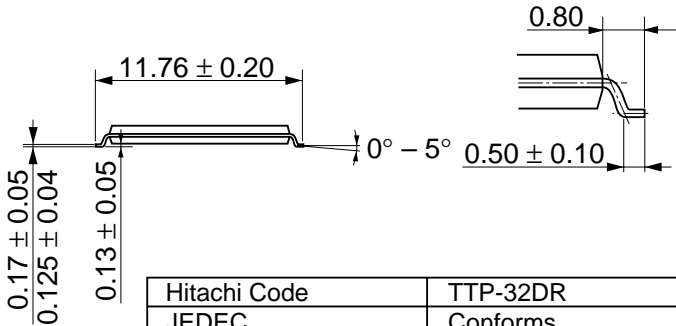 0.80
11.76 ± 0.20
0° – 5°
0.50 ± 0.10
0.17 ± 0.05
0.125 ± 0.04
0.13 ± 0.05
Hitachi Code TTP-32DR
JEDEC Conforms